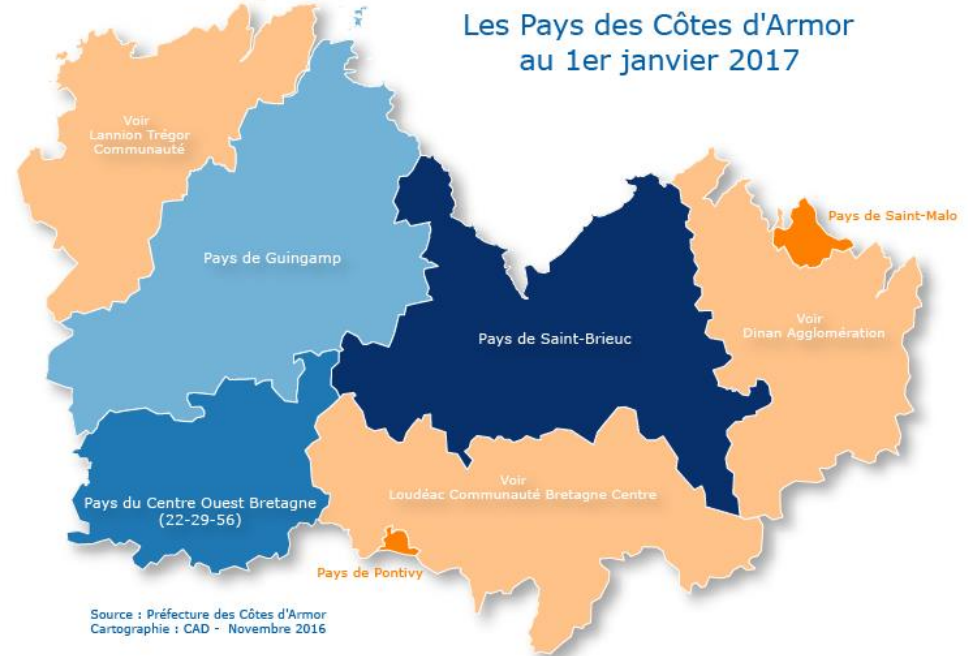 Les Pays des Côtes d'Armor
au 1er janvier 2017
Voir
Lannion Trégor
Communauté
Pays de Saint-Malo
Pays de Guingamp
Voir
Dinan Agglomération
Pays de Saint-Brieuc
Voir
Loudéac Communauté Bretagne Centre
Pays du Centre Ouest Bretagne
(22-29-56)
Pays de Pontivy
Source : Préfecture des Côtes d'Armor
Cartographie : CAD - Novembre 2016